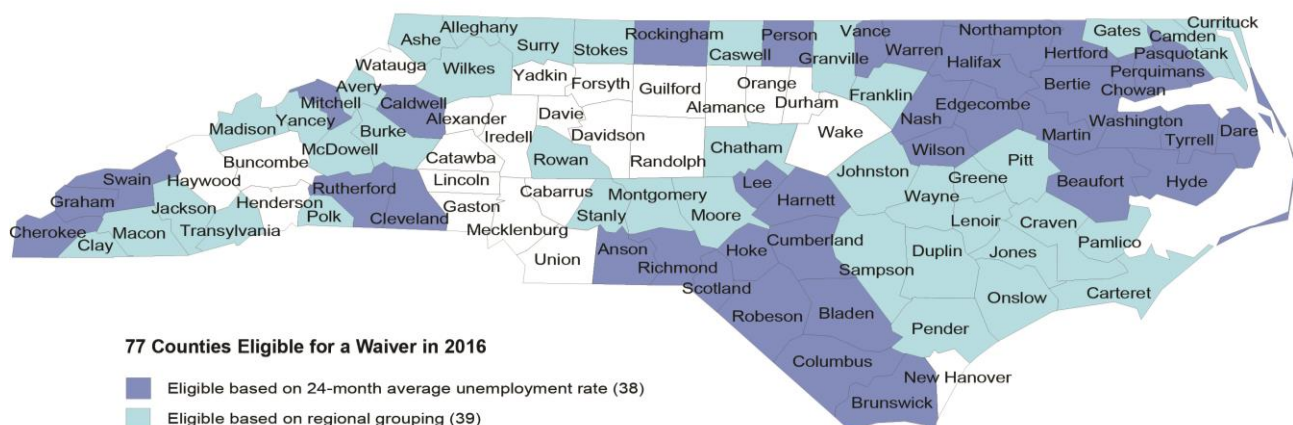 Currituck
Alleghany
Northampton
Gates
Ashe
Surry
Stokes
Rockingham
Person
Vance
Camden
Caswell
Warren
Hertford
Pasquotank
Granville
Watauga
Wilkes
Halifax
Perquimans
Yadkin
Forsyth
Orange
Bertie
Chowan
Avery
Guilford
Franklin
Mitchell
Caldwell
Alamance
Durham
Edgecombe
Yancey
Alexander
Davie
Nash
Washington
Madison
Burke
Iredell
Davidson
Wake
Martin
Tyrrell
Dare
McDowell
Chatham
Wilson
Buncombe
Catawba
Rowan
Randolph
Pitt
Swain
Haywood
Johnston
Greene
Beaufort
Hyde
Rutherford
Lincoln
Lee
Graham
Jackson
Henderson
Cabarrus
Montgomery
Harnett
Wayne
Polk
Cleveland
Gaston
Stanly
Moore
Lenoir
Craven
Cherokee
Macon
Transylvania
Mecklenburg
Cumberland
Pamlico
Clay
Anson
Hoke
Duplin
Jones
Union
Richmond
Sampson
Scotland
Onslow
Carteret
Robeson
Bladen
Pender
77 Counties Eligible for a Waiver in 2016
Columbus
New Hanover
Eligible based on 24-month average unemployment rate (38)
Brunswick
Eligible based on regional grouping (39)